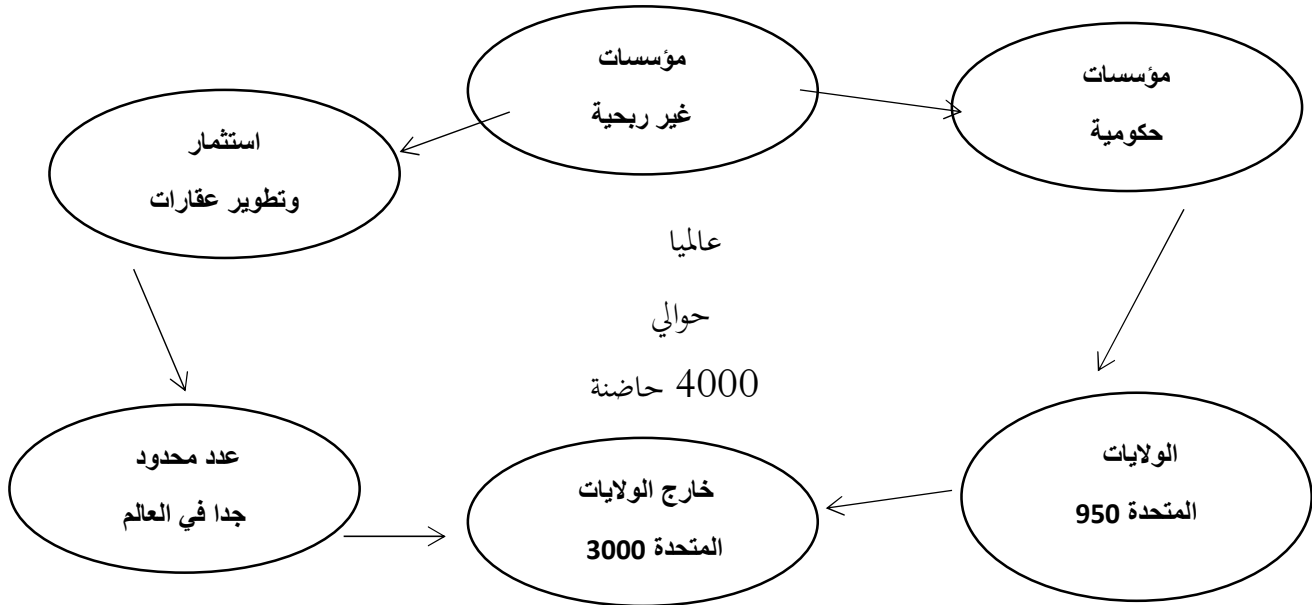 مؤسسات
حكومية
مؤسسات
غير ربحية
استثمار
وتطوير عقارات
عالميا
حوالي
4000 حاضنة
الولايات
المتحدة 950
خارج الولايات
المتحدة 3000
عدد محدود
جدا في العالم